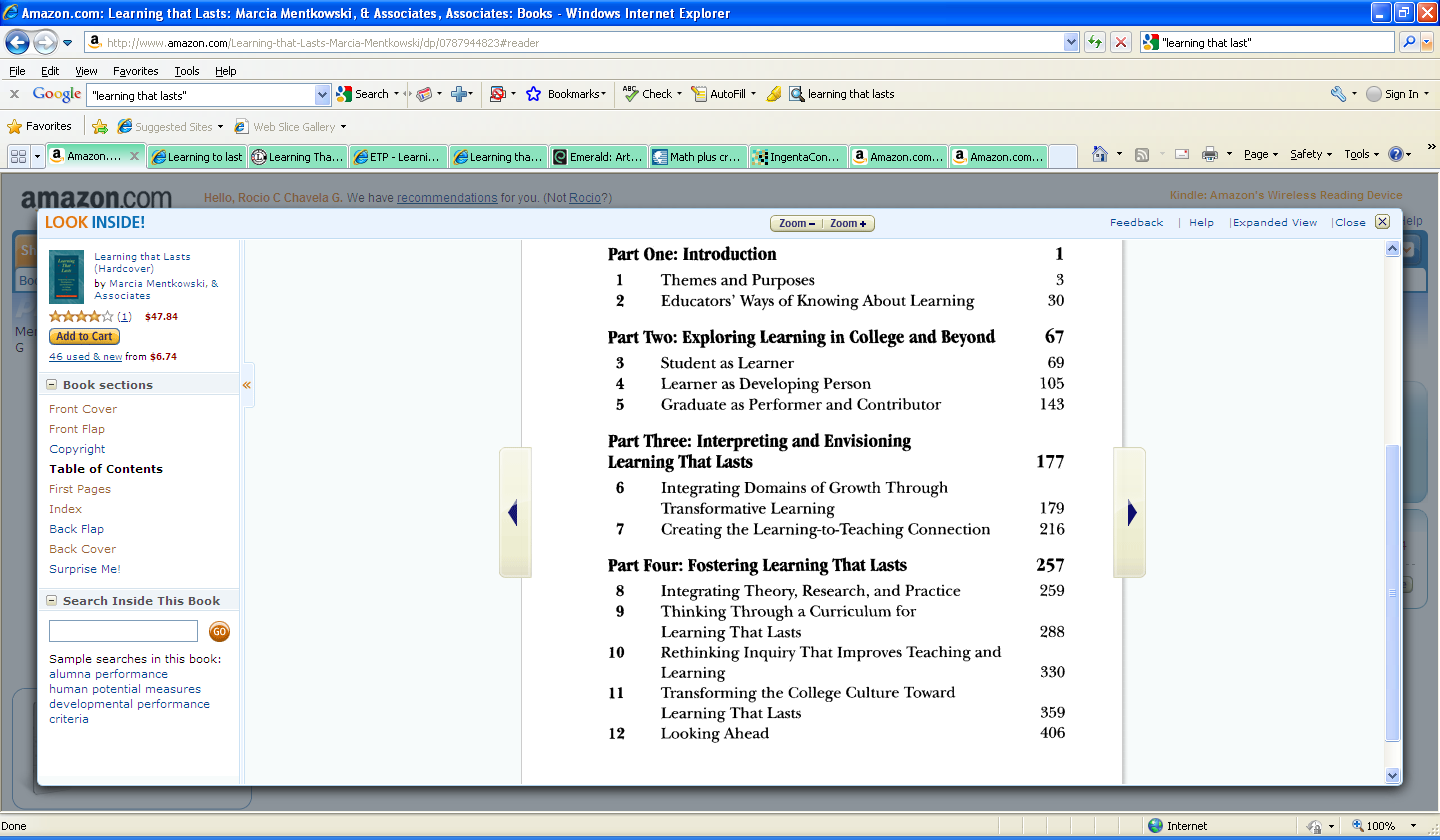 Amazon.com: Learning that Lasts: Marcia Mentkowski, & Associates, Associates: Books - Windows Internet Explorer
http://www.amazon.com/Learning-that-Lasts-Marcia-Mentkowski/dp/0787944823#reader
"learning that last"
File Edit View Favorites Tools Help
x Google "learning that lasts" Search Bookmarks ABC Check AutoFill learning that lasts Sign In
Favorites Suggested Sites Web Slice Gallery
Amazon.... Learning to last Learning Tha... ETP - Learni... Learning tha... Emerald: Art... Math plus cr... IngentaCon... Amazon.com... Amazon.com... Page Safety Tools
amazon.com Hello, Rocio C Chavela G. We have recommendations for you. (Not Rocio?) Kindle: Amazon's Wireless Reading Device
LOOK INSIDE! Zoom – Zoom + Feedback | Help |Expanded View |Close
Learning that Lasts
(Hardcover)
by Marcia Mentkowski, &
Associates
(1) $47.84
Add to Cart
46 used & new from $6.74
Book sections
Front Cover
Front Flap
Copyright
Table of Contents
First Pages
Index
Back Flap
Back Cover
Surprise Me!
Search Inside This Book
GO
Sample searches in this book:
alumna performance
human potential measures
developmental performance
criteria
Part One: Introduction 1
1 Themes and Purposes 3
2 Educators' Ways of Knowing About Learning 30
Part Two: Exploring Learning in College and Beyond 67
3 Student as Learner 69
4 Learner as Developing Person 105
5 Graduate as Performer and Contributor 143
Part Three: Interpreting and Envisioning
Learning That Lasts 177
6 Integrating Domains of Growth Through
Transformative Learning 179
7 Creating the Learning-to-Teaching Connection 216
Part Four: Fostering Learning That Lasts 257
8 Integrating Theory, Research, and Practice 259
9 Thinking Through a Curriculum for
Learning That Lasts 288
10 Rethinking Inquiry That Improves Teaching and
Learning 330
11 Transforming the College Culture Toward
Learning That Lasts 359
12 Looking Ahead 406
Done Internet 100%